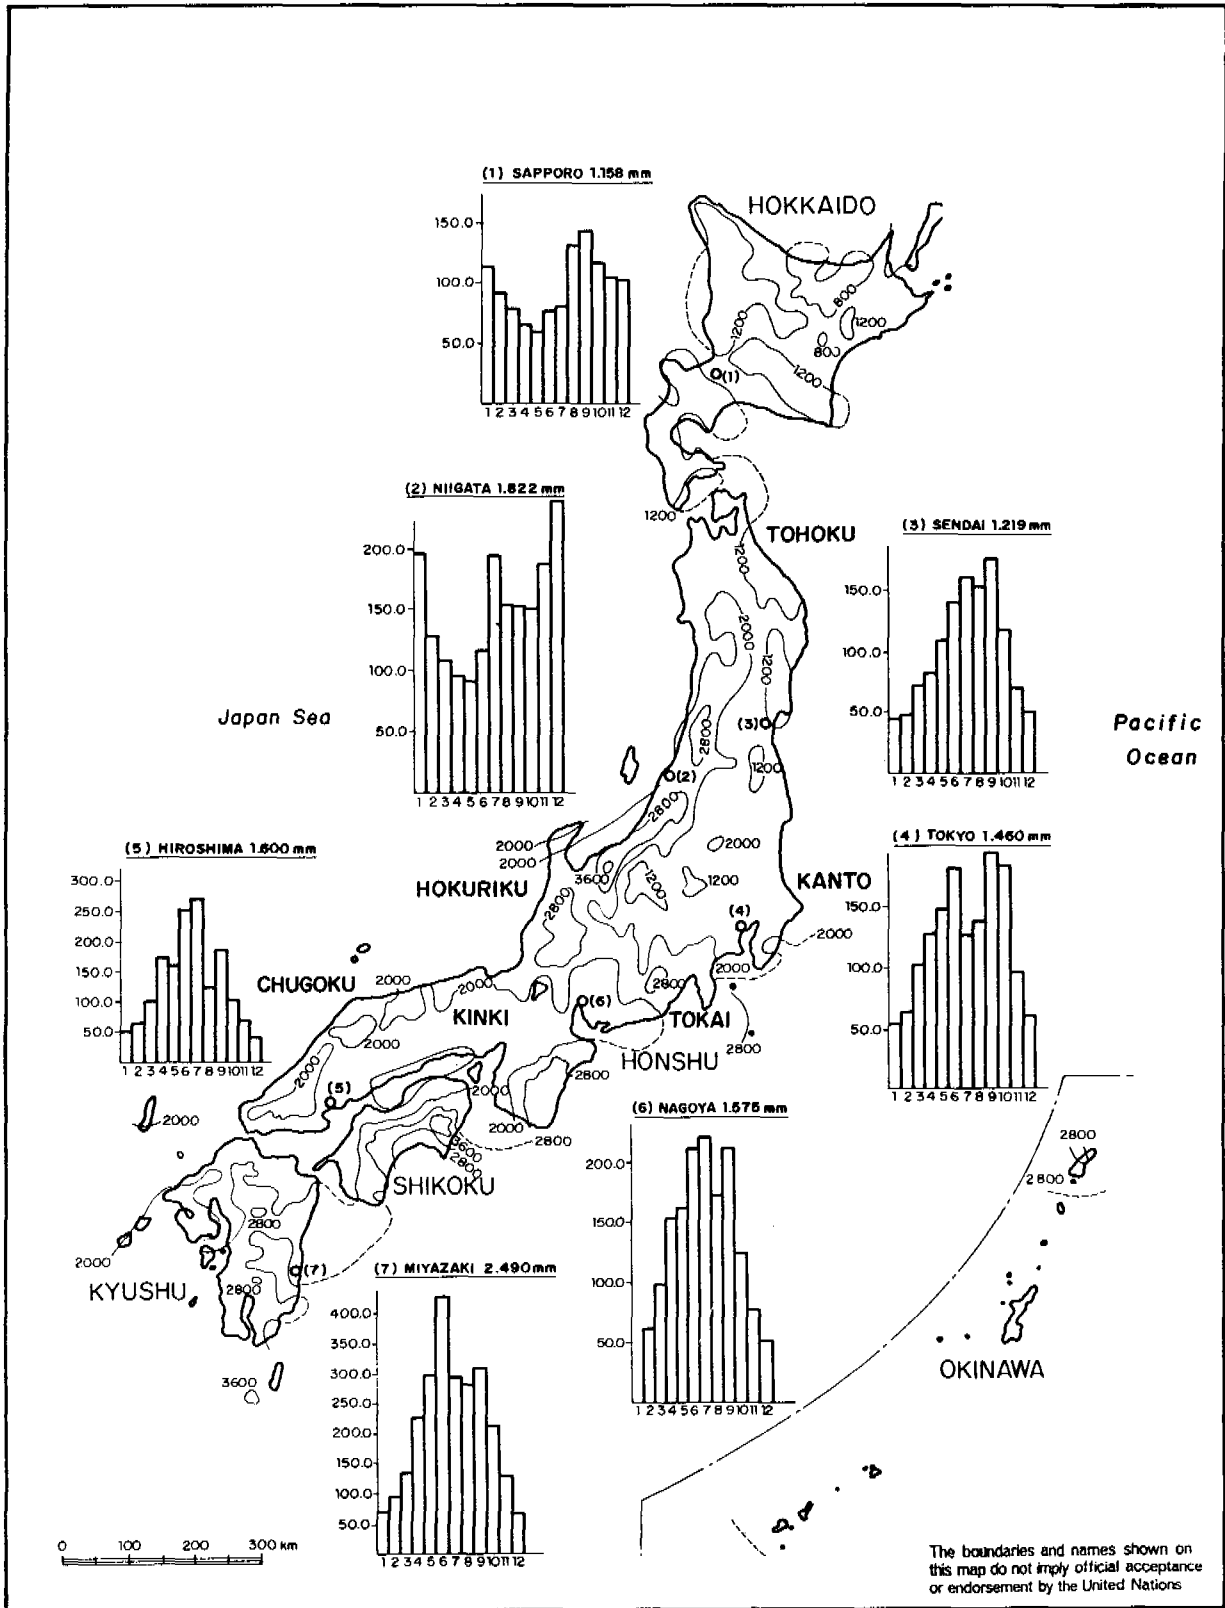 (1) SAPPORO 1.158 mm
150.0
100.0
50.0
1 2 3 4 5 6 7 8 9 10 11 12
HOKKAIDO
800
1200
1200
800
1200
(1)
1200
(2) NIIGATA 1.822 mm
200.0
150.0
100.0
50.0
1 2 3 4 5 6 7 8 9 10 11 12
TOHOKU
1200
2000
1200
(3) SENDAI 1.219 mm
150.0
100.0
50.0
1 2 3 4 5 6 7 8 9 10 11 12
Japan Sea
Pacific
Ocean
(3)
2800
1200
(2)
2800
2000
2000
2000
3600
1200
1200
2800
HOKURIKU
KANTO
(4) TOKYO 1.460 mm
150.0
100.0
50.0
1 2 3 4 5 6 7 8 9 10 11 12
(4)
2000
2000
2800
2800
(5) HIROSHIMA 1.600 mm
300.0
250.0
200.0
150.0
100.0
50.0
1 2 3 4 5 6 7 8 9 10 11 12
CHUGOKU
2000
2000
2000
KINKI
(6)
TOKAI
HONSHU
2000
(5)
2000
2800
2000
2800
2000
3600
2800
SHIKOKU
(6) NAGOYA 1.575 mm
200.0
150.0
100.0
50.0
1 2 3 4 5 6 7 8 9 10 11 12
2800
2800
2800
2000
(7)
2800
KYUSHU
3600
(7) MIYAZAKI 2.490 mm
400.0
350.0
300.0
250.0
200.0
150.0
100.0
50.0
1 2 3 4 5 6 7 8 9 10 11 12
OKINAWA
0 100 200 300 km
The boundaries and names shown on
this map do not imply official acceptance
or endorsement by the United Nations